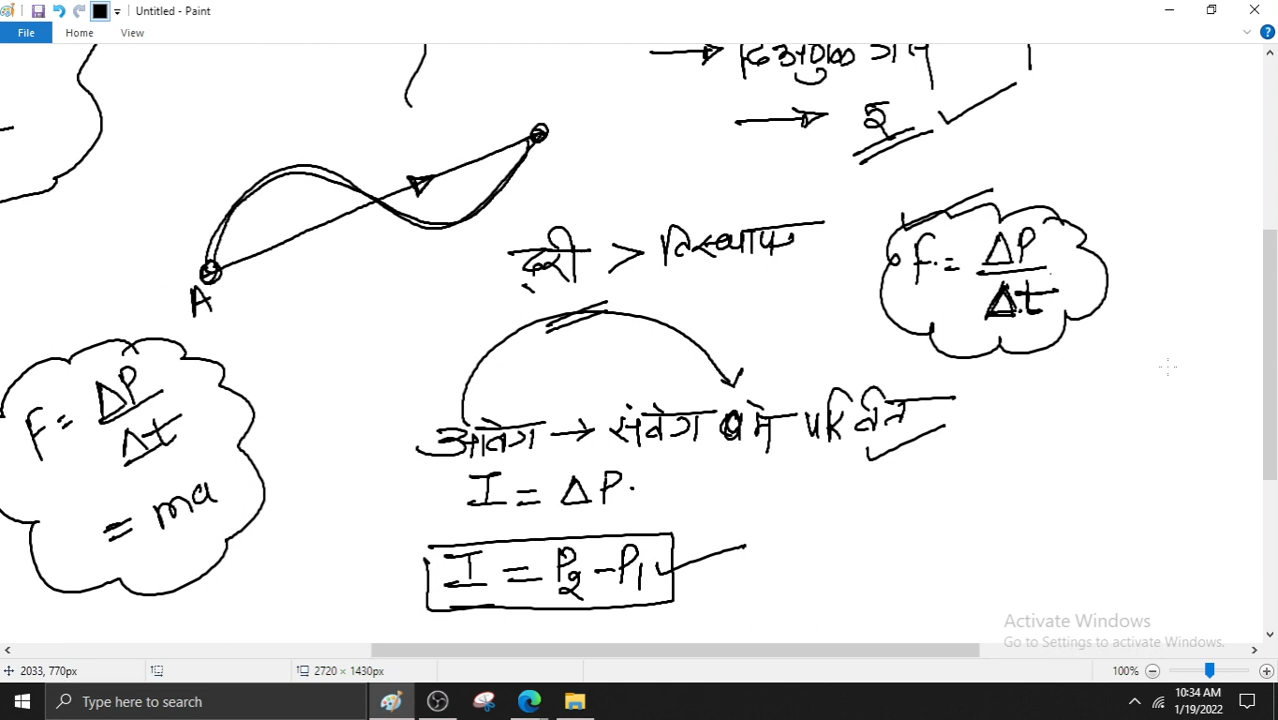 Untitled - Paint
File Home View
२
A
दूरी > विस्थापन
F = ΔP / Δt
F = ΔP / Δt
= ma
आवेग → संवेग में परिवर्तन
I = ΔP.
I = P2 - P1
Activate Windows
Go to Settings to activate Windows.
2033, 770px
2720 × 1430px
100%
Type here to search
10:34 AM
1/19/2022